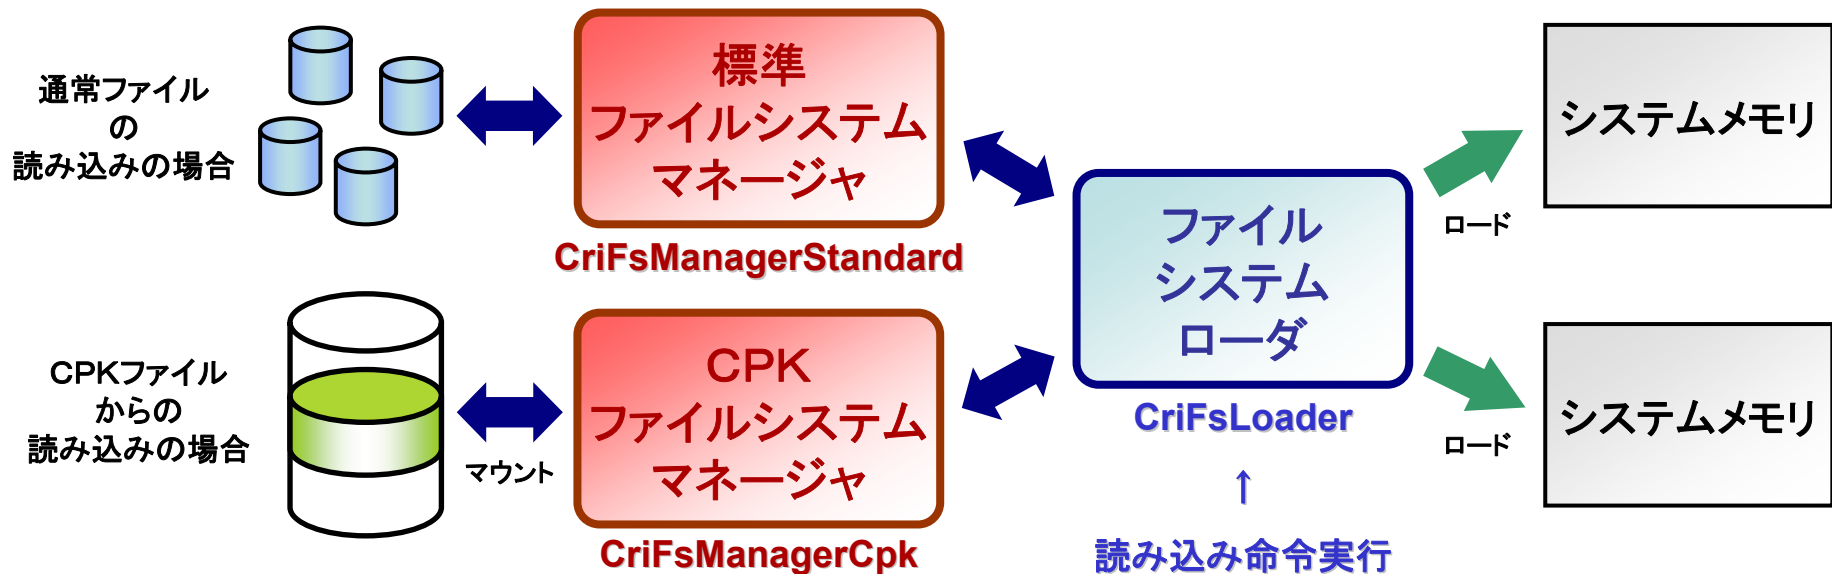 通常ファイル
の
読み込みの場合
標準
ファイルシステム
マネージャ
CriFsManagerStandard
システムメモリ
ロード
ファイル
システム
ローダ
CriFsLoader
↑
読み込み命令実行
CPKファイル
からの
読み込みの場合
マウント
CPK
ファイルシステム
マネージャ
CriFsManagerCpk
ロード
システムメモリ